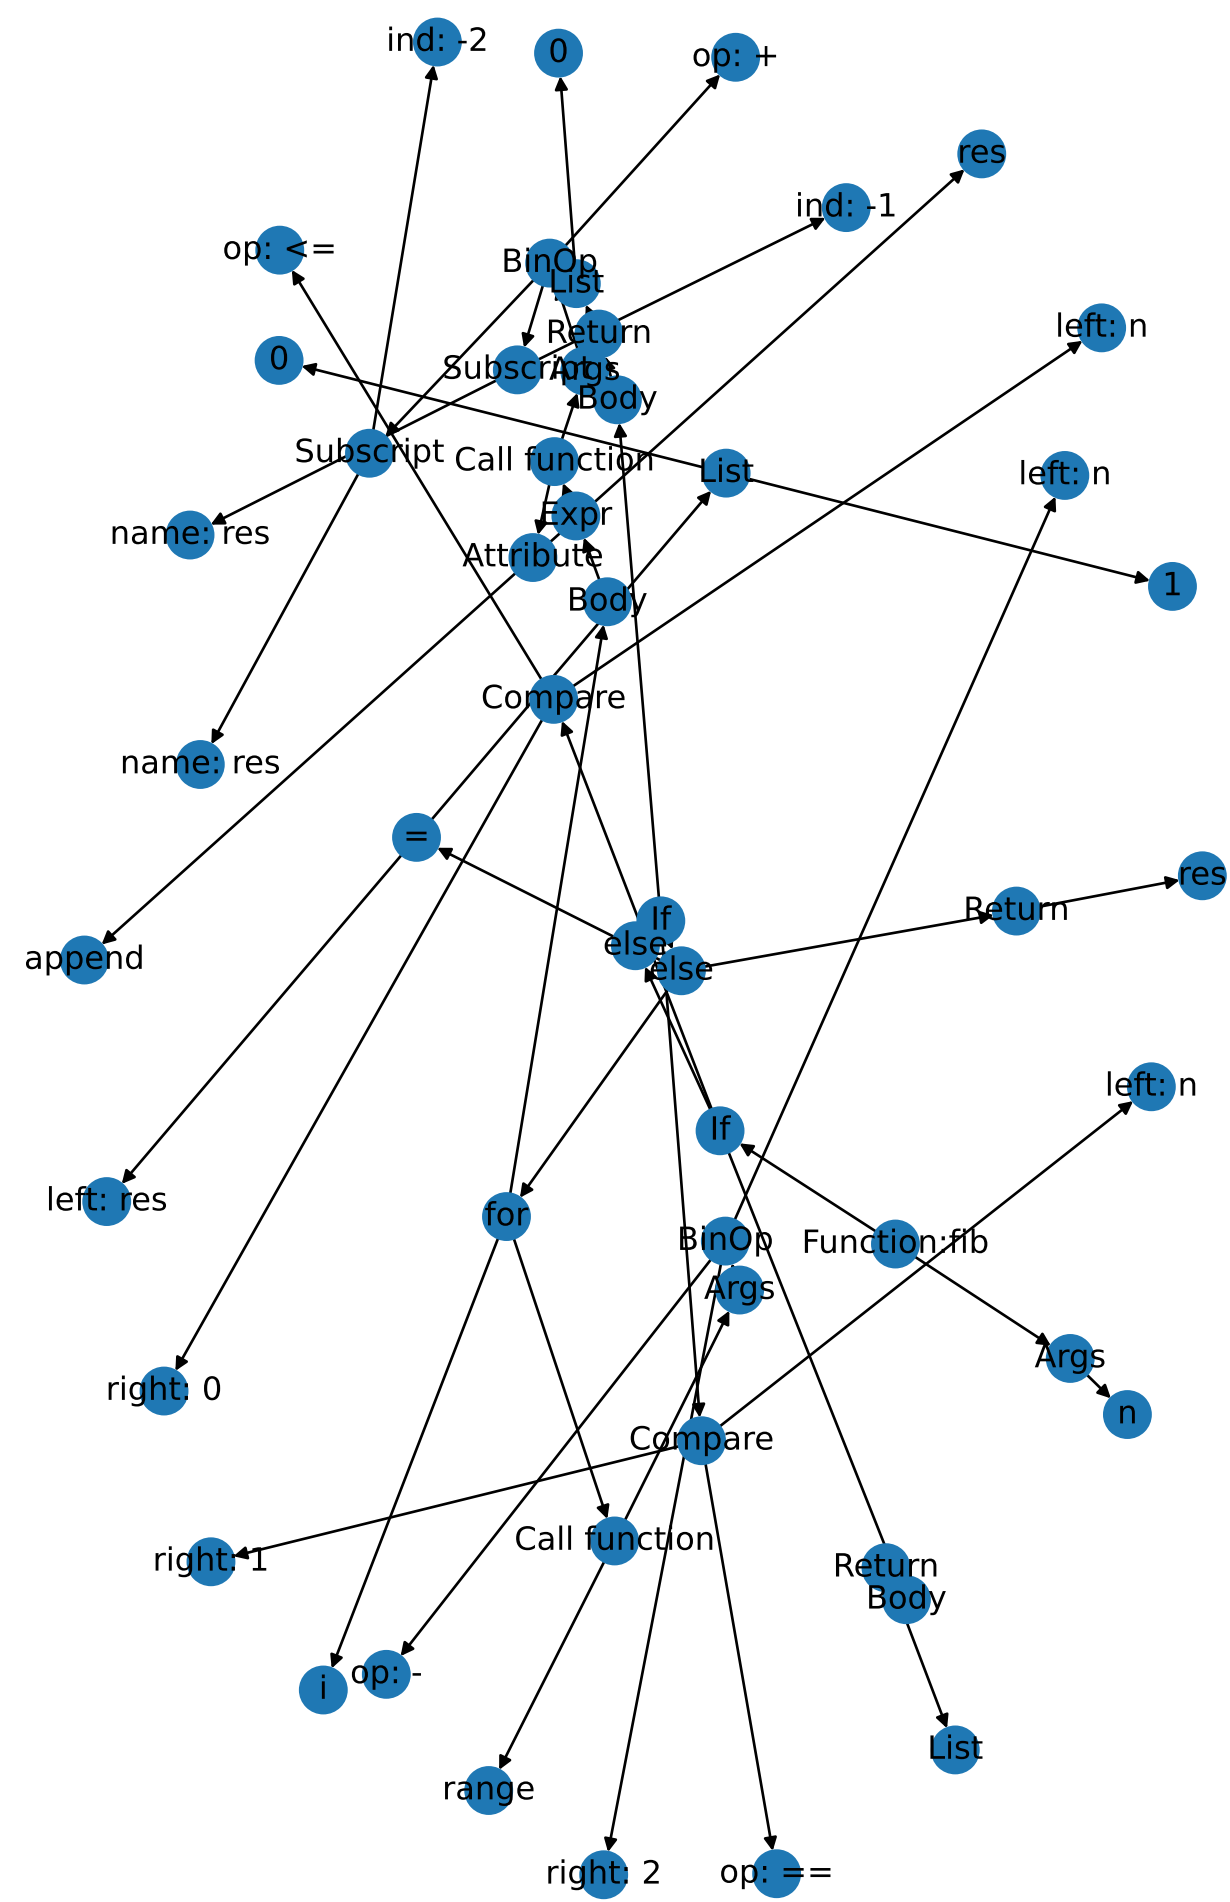 ind: -2
0
op: +
res
ind: -1
op: <=
BinOp
List
Return
left: n
0
Subscript
Args
Body
Subscript
Call function
List
left: n
Expr
name: res
Attribute
1
Body
Compare
name: res
=
res
Return
If
else
append
else
left: n
If
left: res
for
BinOp
Function:fib
Args
Args
right: 0
n
Compare
Call function
right: 1
Return
Body
op: -
i
List
range
right: 2
op: ==